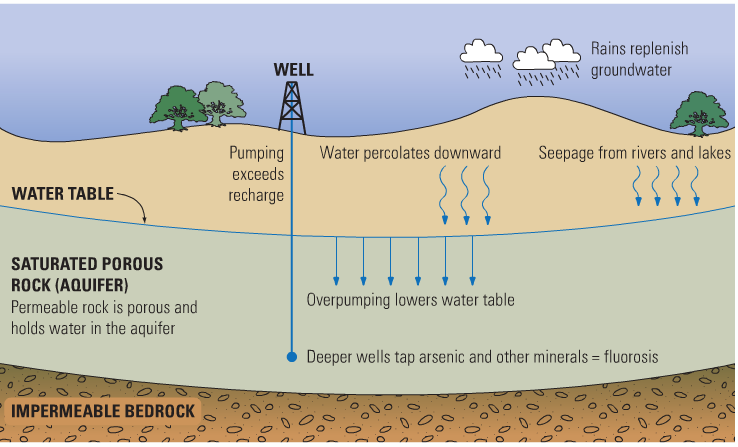 Rains replenish
groundwater
WELL
Pumping
exceeds
recharge
Water percolates downward
Seepage from rivers and lakes
WATER TABLE
SATURATED POROUS
ROCK (AQUIFER)
Permeable rock is porous and
holds water in the aquifer
Overpumping lowers water table
Deeper wells tap arsenic and other minerals = fluorosis
IMPERMEABLE BEDROCK